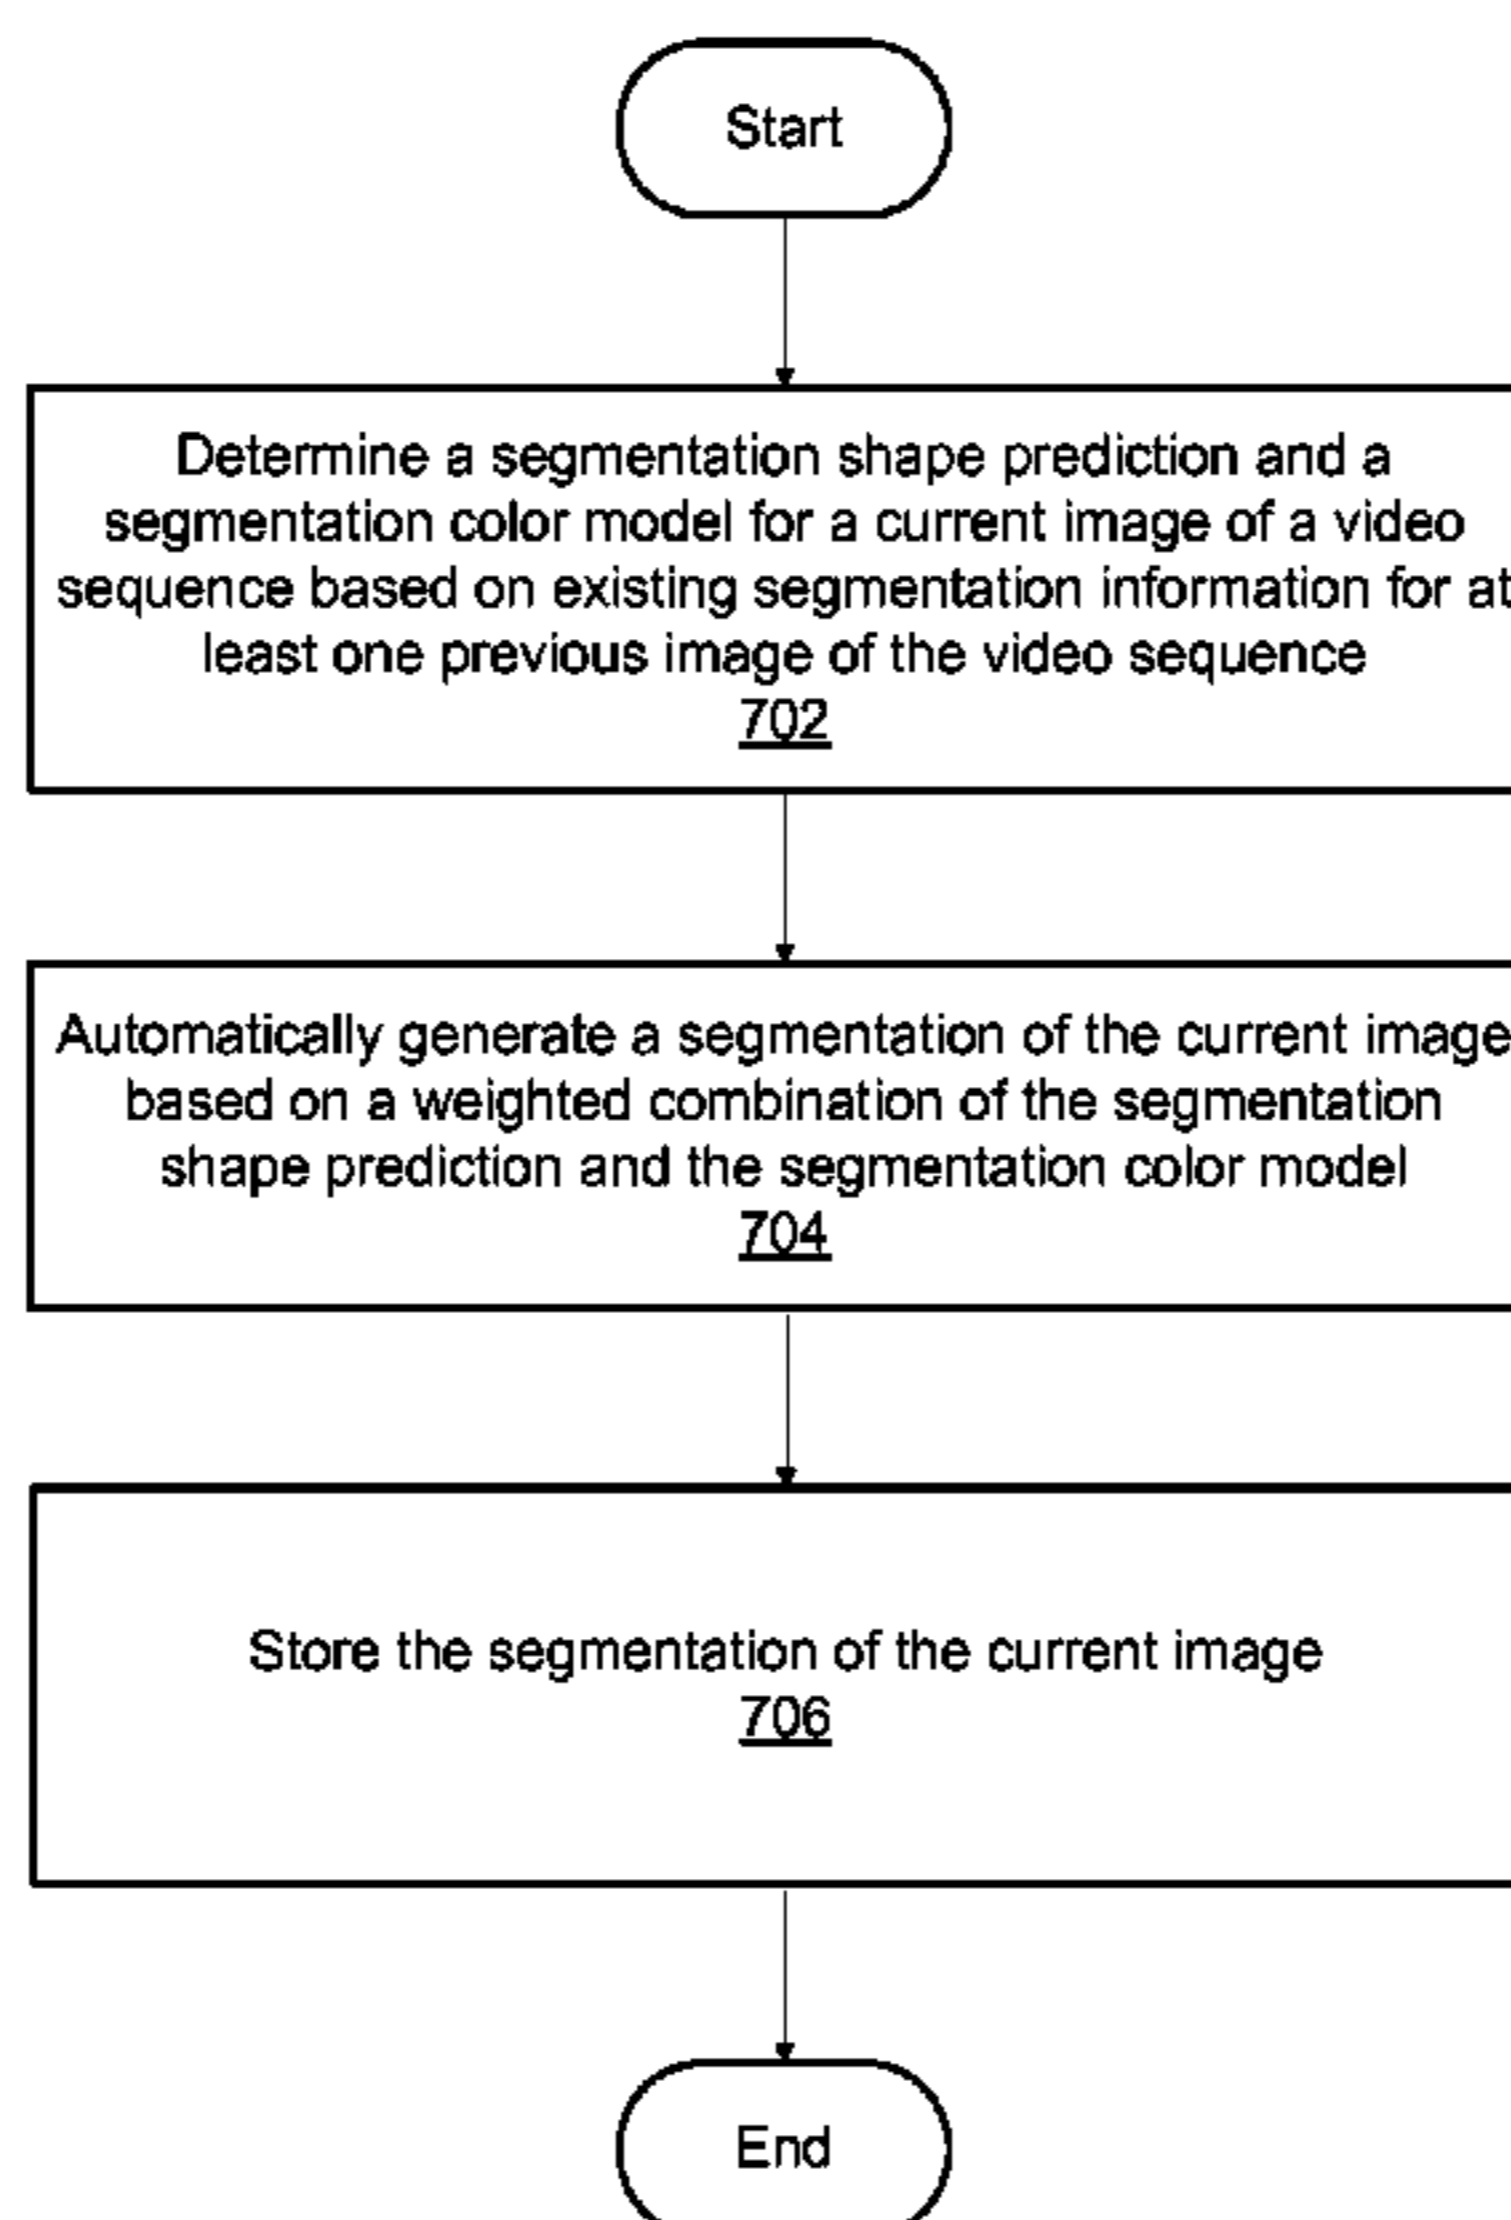 Start
Determine a segmentation shape prediction and a
segmentation color model for a current image of a video
sequence based on existing segmentation information for at
least one previous image of the video sequence
702
Automatically generate a segmentation of the current image
based on a weighted combination of the segmentation
shape prediction and the segmentation color model
704
Store the segmentation of the current image
706
End